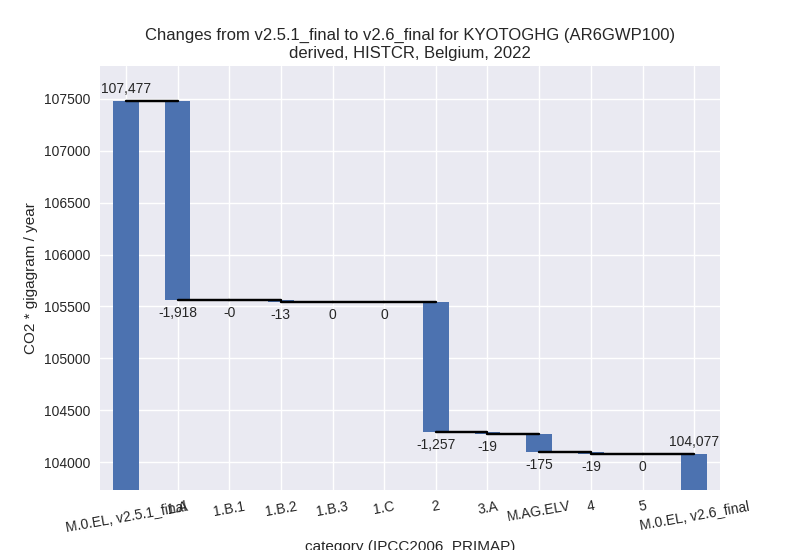 Changes from v2.5.1_final to v2.6_final for KYOTOGHG (AR6GWP100)
derived, HISTCR, Belgium, 2022
CO2 * gigagram / year
107500
107000
106500
106000
105500
105000
104500
104000
107,477
-1,918
-0
-13
0
0
-1,257
-19
-175
-19
0
104,077
M.0.EL, v2.5.1_final
1.A
1.B.1
1.B.2
1.B.3
1.C
2
3.A
M.AG.ELV
4
5
M.0.EL, v2.6_final
category (IPCC2006_PRIMAP)